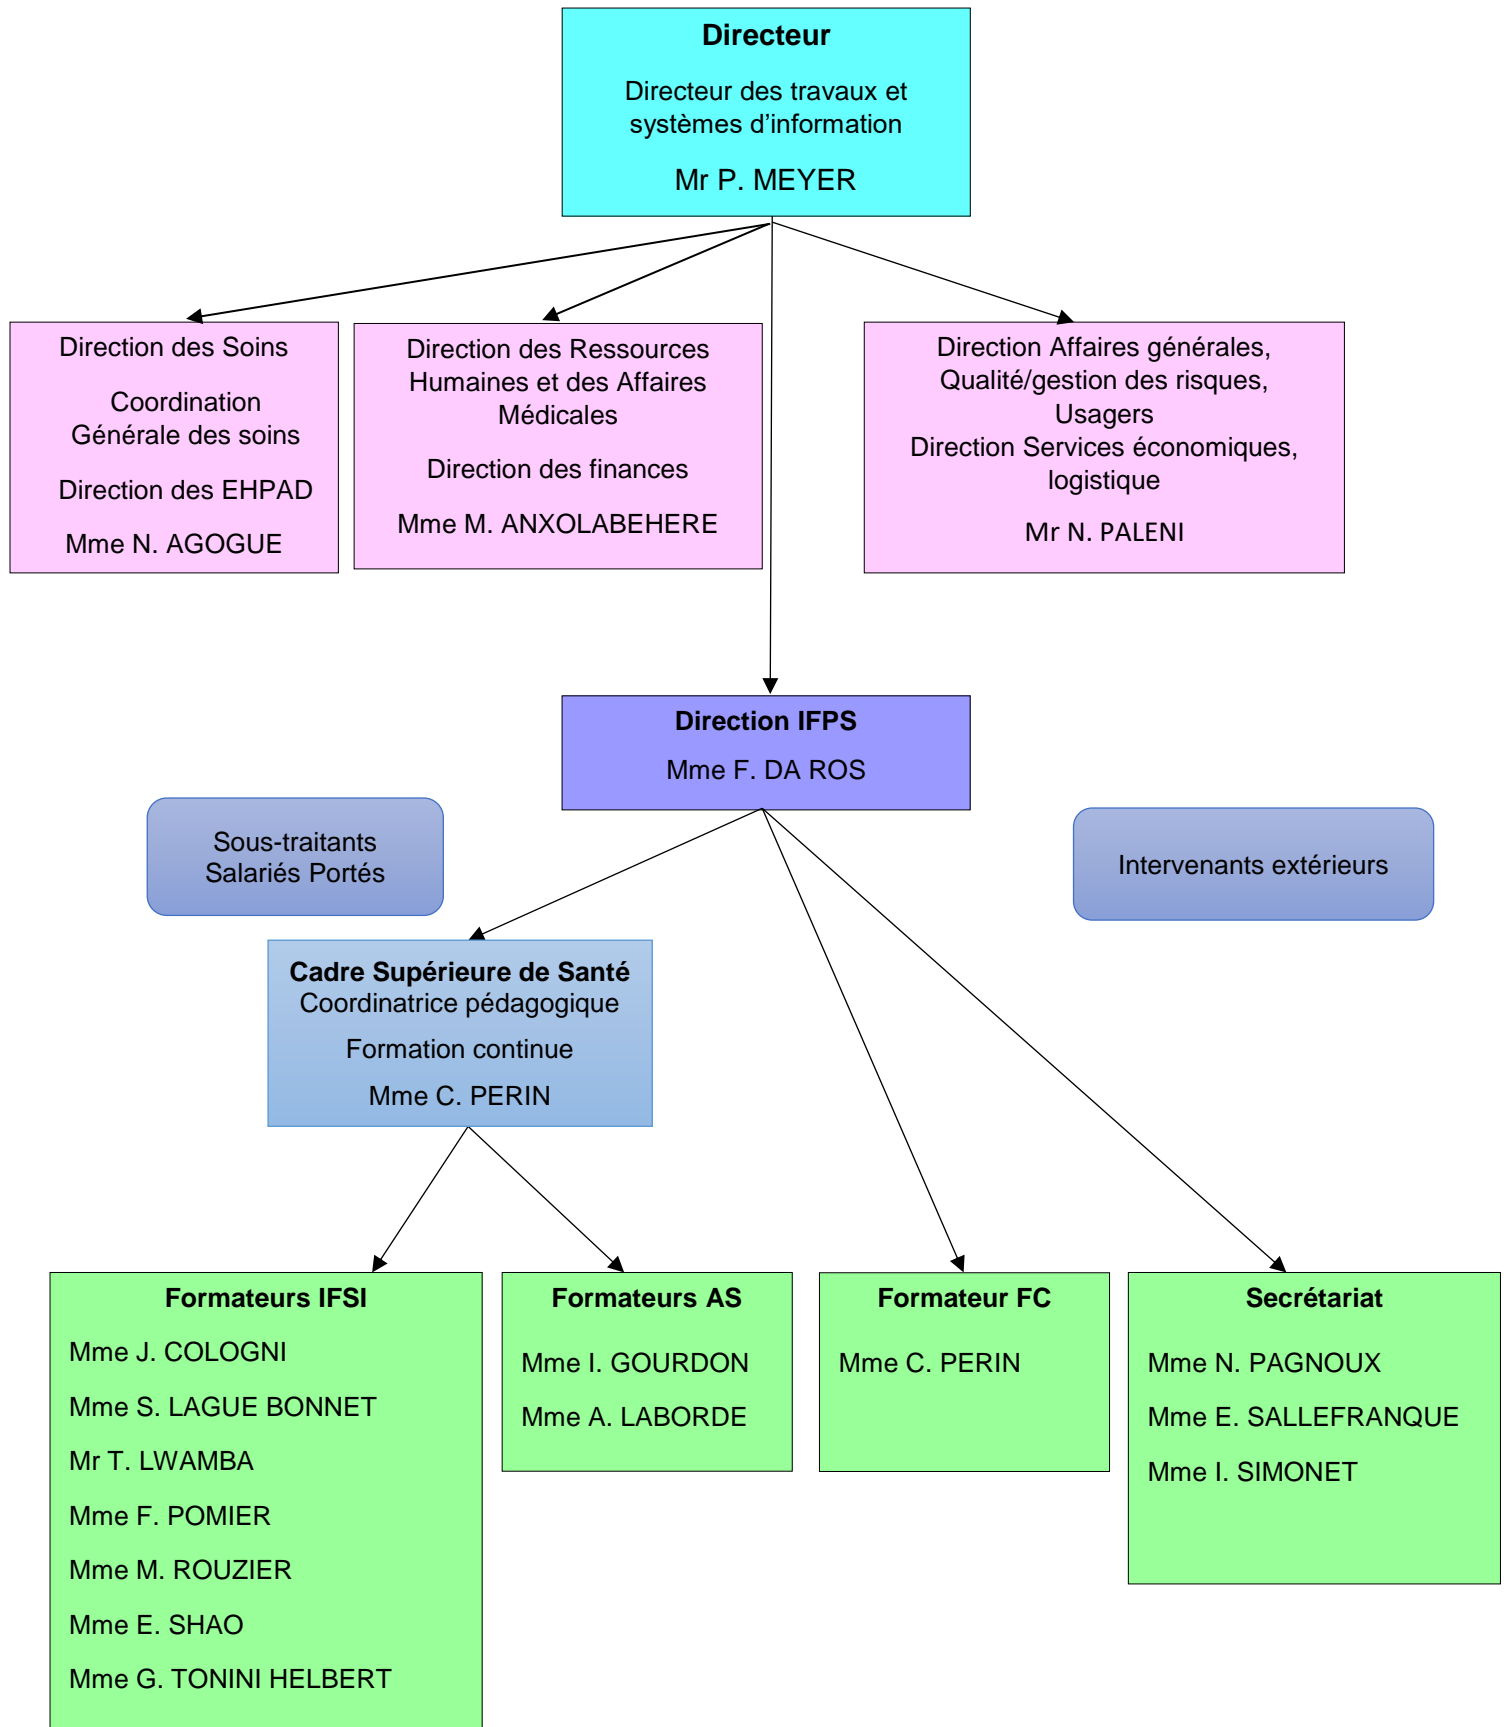 Directeur
Directeur des travaux et
systèmes d’information
Mr P. MEYER
Direction des Soins
Coordination
Générale des soins
Direction des EHPAD
Mme N. AGOGUE
Direction des Ressources
Humaines et des Affaires
Médicales
Direction des finances
Mme M. ANXOLABEHERE
Direction Affaires générales,
Qualité/gestion des risques,
Usagers
Direction Services économiques,
logistique
Mr N. PALENI
Direction IFPS
Mme F. DA ROS
Sous-traitants
Salariés Portés
Intervenants extérieurs
Cadre Supérieure de Santé
Coordinatrice pédagogique
Formation continue
Mme C. PERIN
Formateurs IFSI
Mme J. COLOGNI
Mme S. LAGUE BONNET
Mr T. LWAMBA
Mme F. POMIER
Mme M. ROUZIER
Mme E. SHAO
Mme G. TONINI HELBERT
Formateurs AS
Mme I. GOURDON
Mme A. LABORDE
Formateur FC
Mme C. PERIN
Secrétariat
Mme N. PAGNOUX
Mme E. SALLEFRANQUE
Mme I. SIMONET